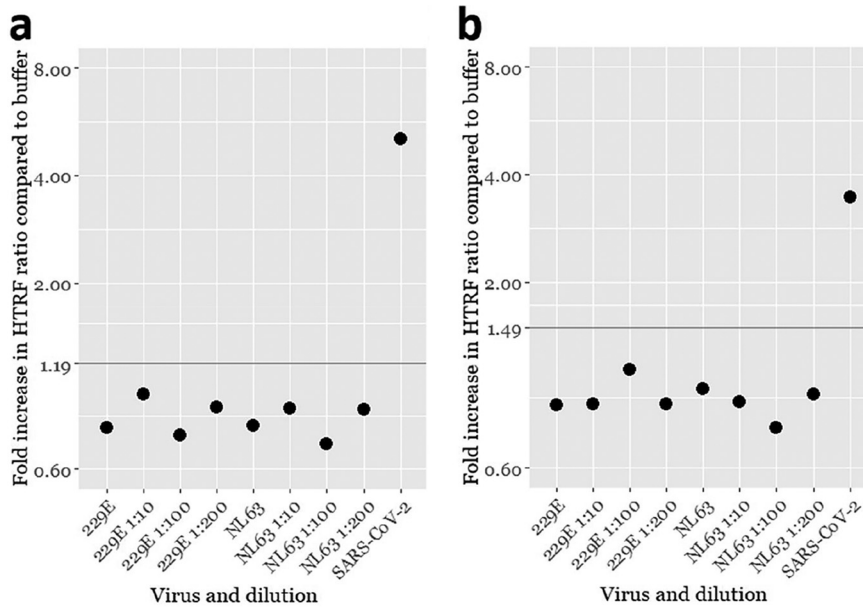 a
Fold increase in HTRF ratio compared to buffer
8.00
4.00
2.00
1.19
0.60
229E
229E 1:10
229E 1:100
229E 1:200
NL63
NL63 1:10
NL63 1:100
NL63 1:200
SARS-CoV-2
Virus and dilution
b
Fold increase in HTRF ratio compared to buffer
8.00
4.00
2.00
1.49
0.60
229E
229E 1:10
229E 1:100
229E 1:200
NL63
NL63 1:10
NL63 1:100
NL63 1:200
SARS-CoV-2
Virus and dilution